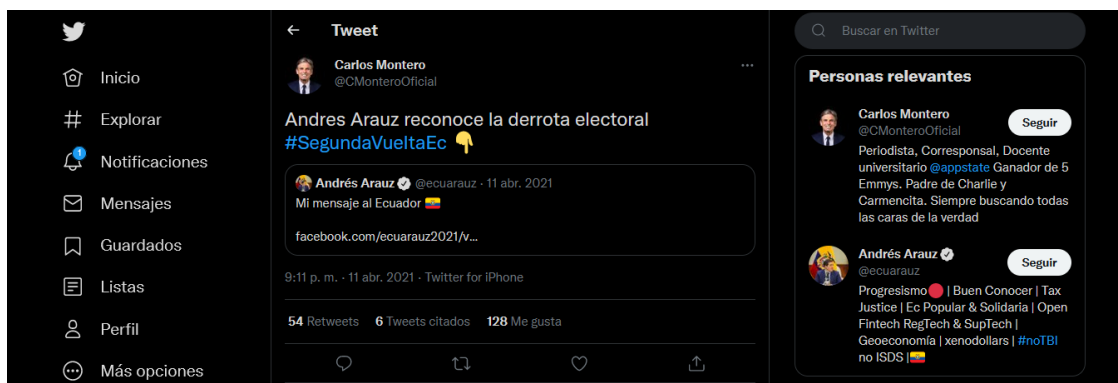 Inicio
Explorar
1
Notificaciones
Mensajes
Guardados
Listas
Perfil
Más opciones
Tweet
Carlos Montero
@CMonteroOficial
Andres Arauz reconoce la derrota electoral
#SegundaVueltaEc 👇
Andrés Arauz @ecuarauz · 11 abr. 2021
Mi mensaje al Ecuador 🇪🇨
facebook.com/ecuarauz2021/v...
9:11 p. m. · 11 abr. 2021 · Twitter for iPhone
54 Retweets 6 Tweets citados 128 Me gusta
Buscar en Twitter
Personas relevantes
Carlos Montero
@CMonteroOficial
Seguir
Periodista, Corresponsal, Docente
universitario @appstate Ganador de 5
Emmys. Padre de Charlie y
Carmencita. Siempre buscando todas
las caras de la verdad
Andrés Arauz
@ecuarauz
Seguir
Progresismo🔴 | Buen Conocer | Tax
Justice | Ec Popular & Solidaria | Open
Fintech RegTech & SupTech |
Geoeconomía | xenodollars | #noTBI
no ISDS |🇪🇨